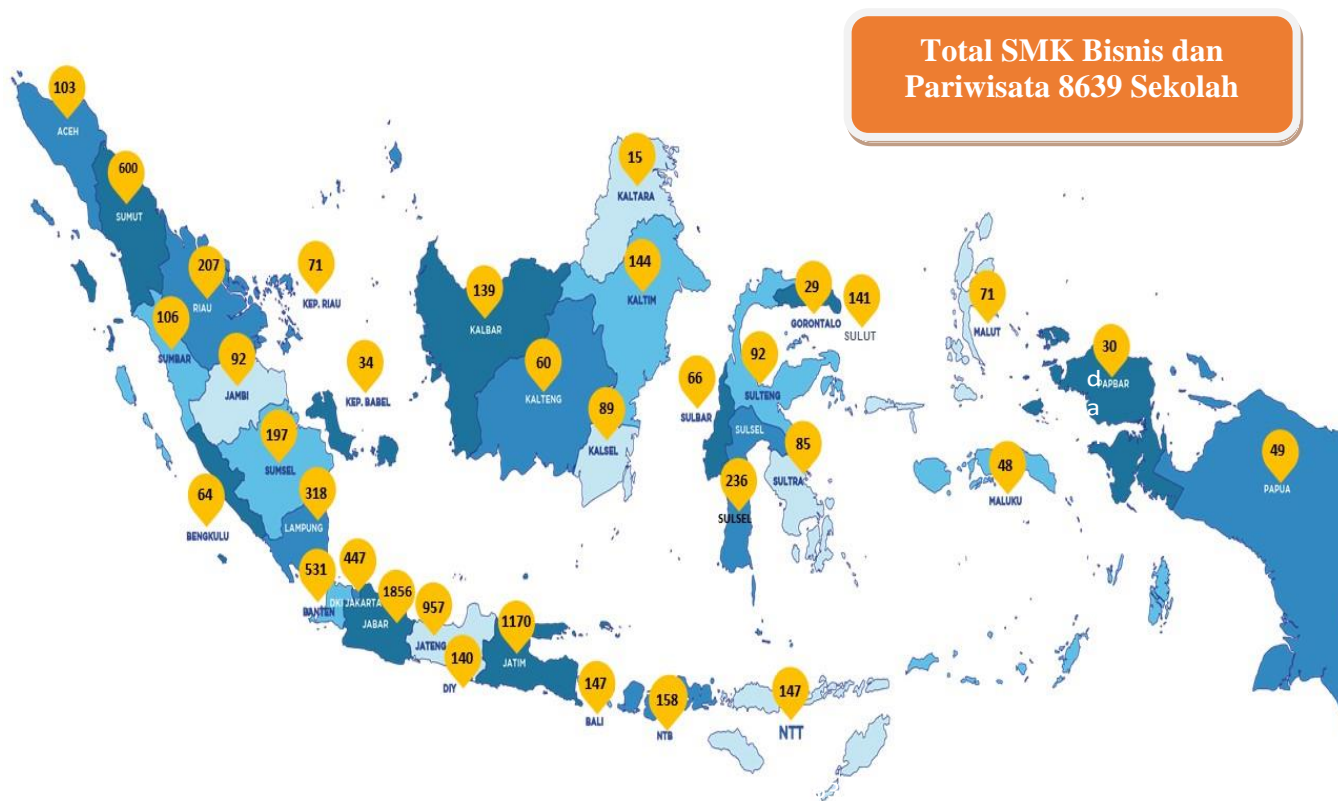 Total SMK Bisnis dan
Pariwisata 8639 Sekolah
103
ACEH
600
SUMUT
207
RIAU
71
KEP. RIAU
106
SUMBAR
92
JAMBI
34
KEP. BABEL
197
SUMSEL
64
BENGKULU
318
LAMPUNG
531
BANTEN
447
DKI JAKARTA
1856
JABAR
957
JATENG
140
DIY
1170
JATIM
147
BALI
158
NTB
147
NTT
139
KALBAR
60
KALTENG
89
KALSEL
144
KALTIM
15
KALTARA
29
GORONTALO
141
SULUT
92
SULTENG
66
SULBAR
SULSEL
236
SULSEL
85
SULTRA
71
MALUT
48
MALUKU
30
d
PAPBAR
a
49
PAPUA